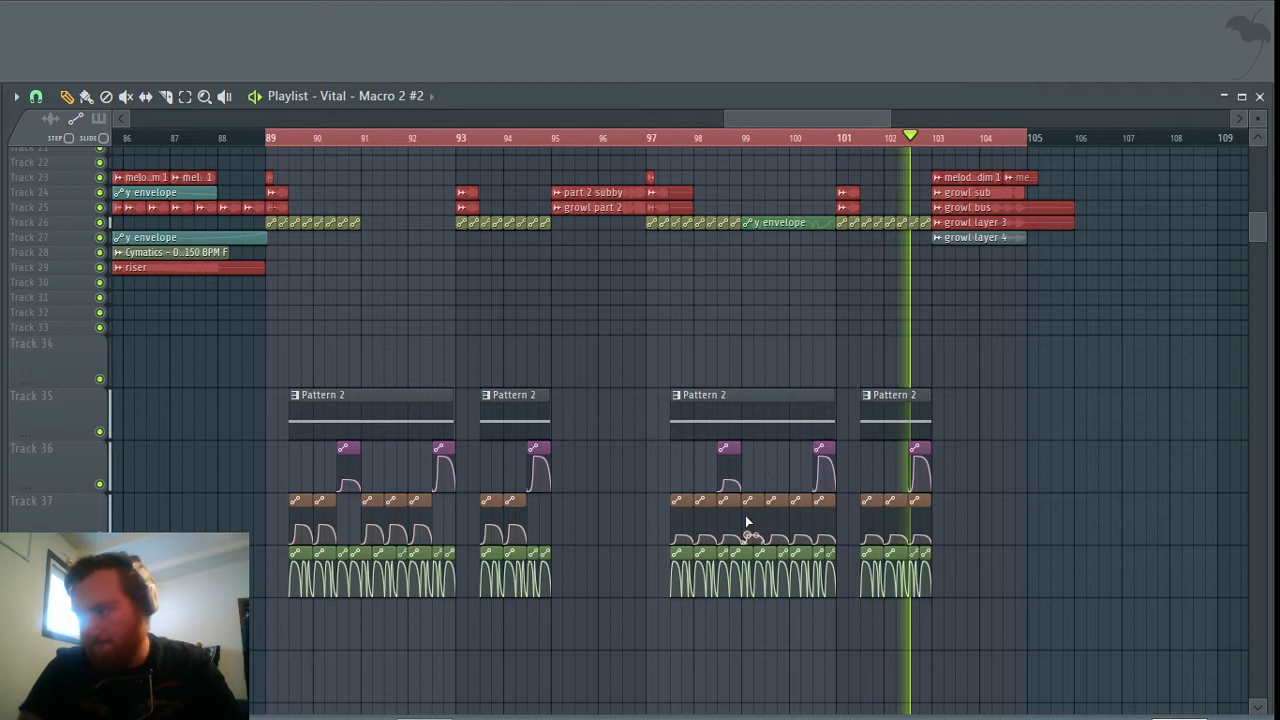 Playlist - Vital - Macro 2 #2
STEP SLIDE
86 87 88 89 90 91 92 93 94 95 96 97 98 99 100 101 102 103 104 105 106 107 108 109
Track 22
Track 23 melo..m 1 mel..1 melod..dim 1 me..
Track 24 y envelope part 2 subby growl sub
Track 25 growl part 2 growl bus
Track 26 y envelope growl layer 3
Track 27 y envelope growl layer 4
Track 28 Cymatics - D..150 BPM F
Track 29 riser
Track 30
Track 31
Track 32
Track 33
Track 34
Track 35 Pattern 2 Pattern 2 Pattern 2 Pattern 2
Track 36
Track 37